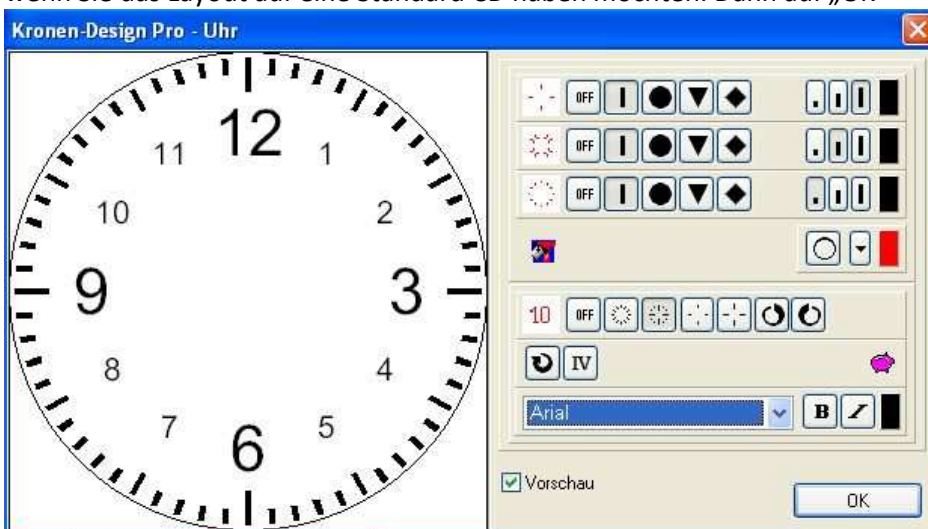 wenn Sie das Layout auf eine Standard CD haben möchten. Dann auf „OK“
Kronen-Design Pro - Uhr
12
11
1
10
2
9
3
8
4
7
5
6
OFF
OFF
OFF
10 OFF
IV
Arial B I
Vorschau
OK